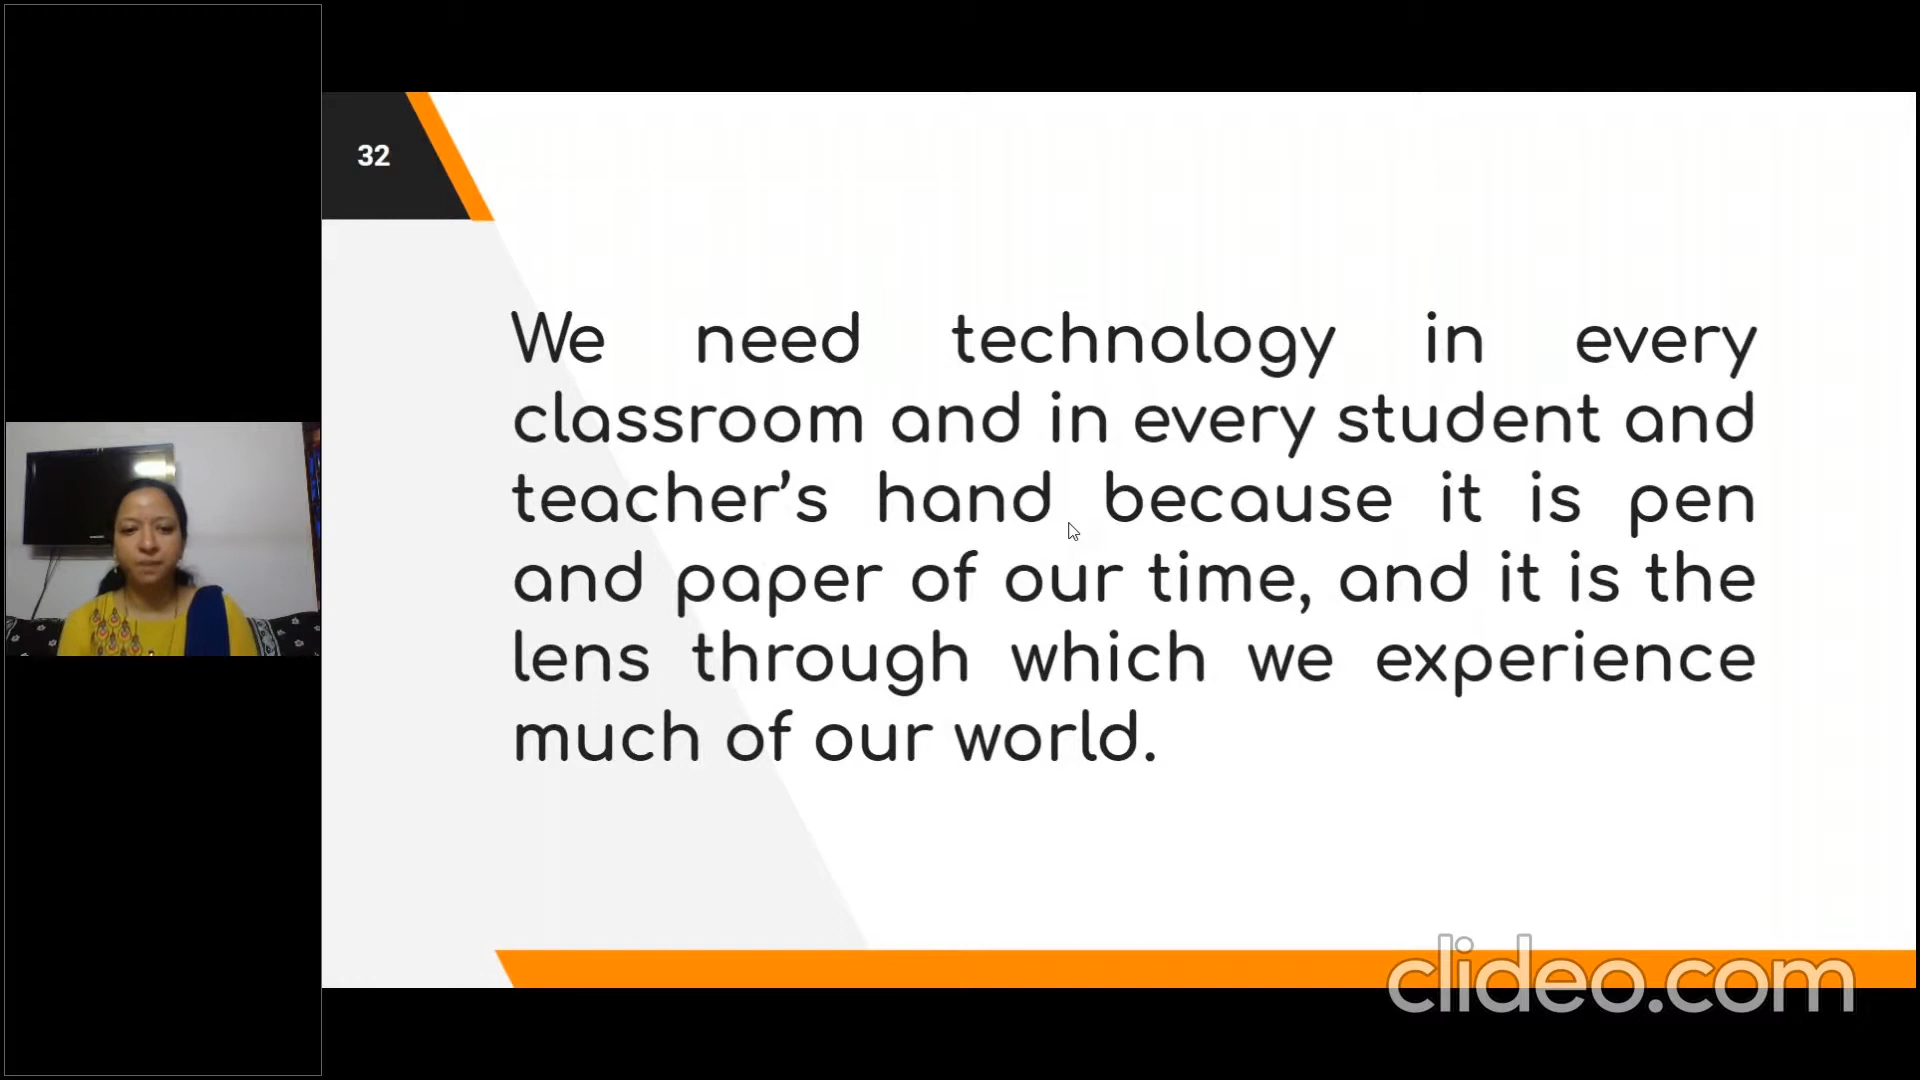 32
We need technology in every
classroom and in every student and
teacher’s hand because it is pen
and paper of our time, and it is the
lens through which we experience
much of our world.
clideo.com